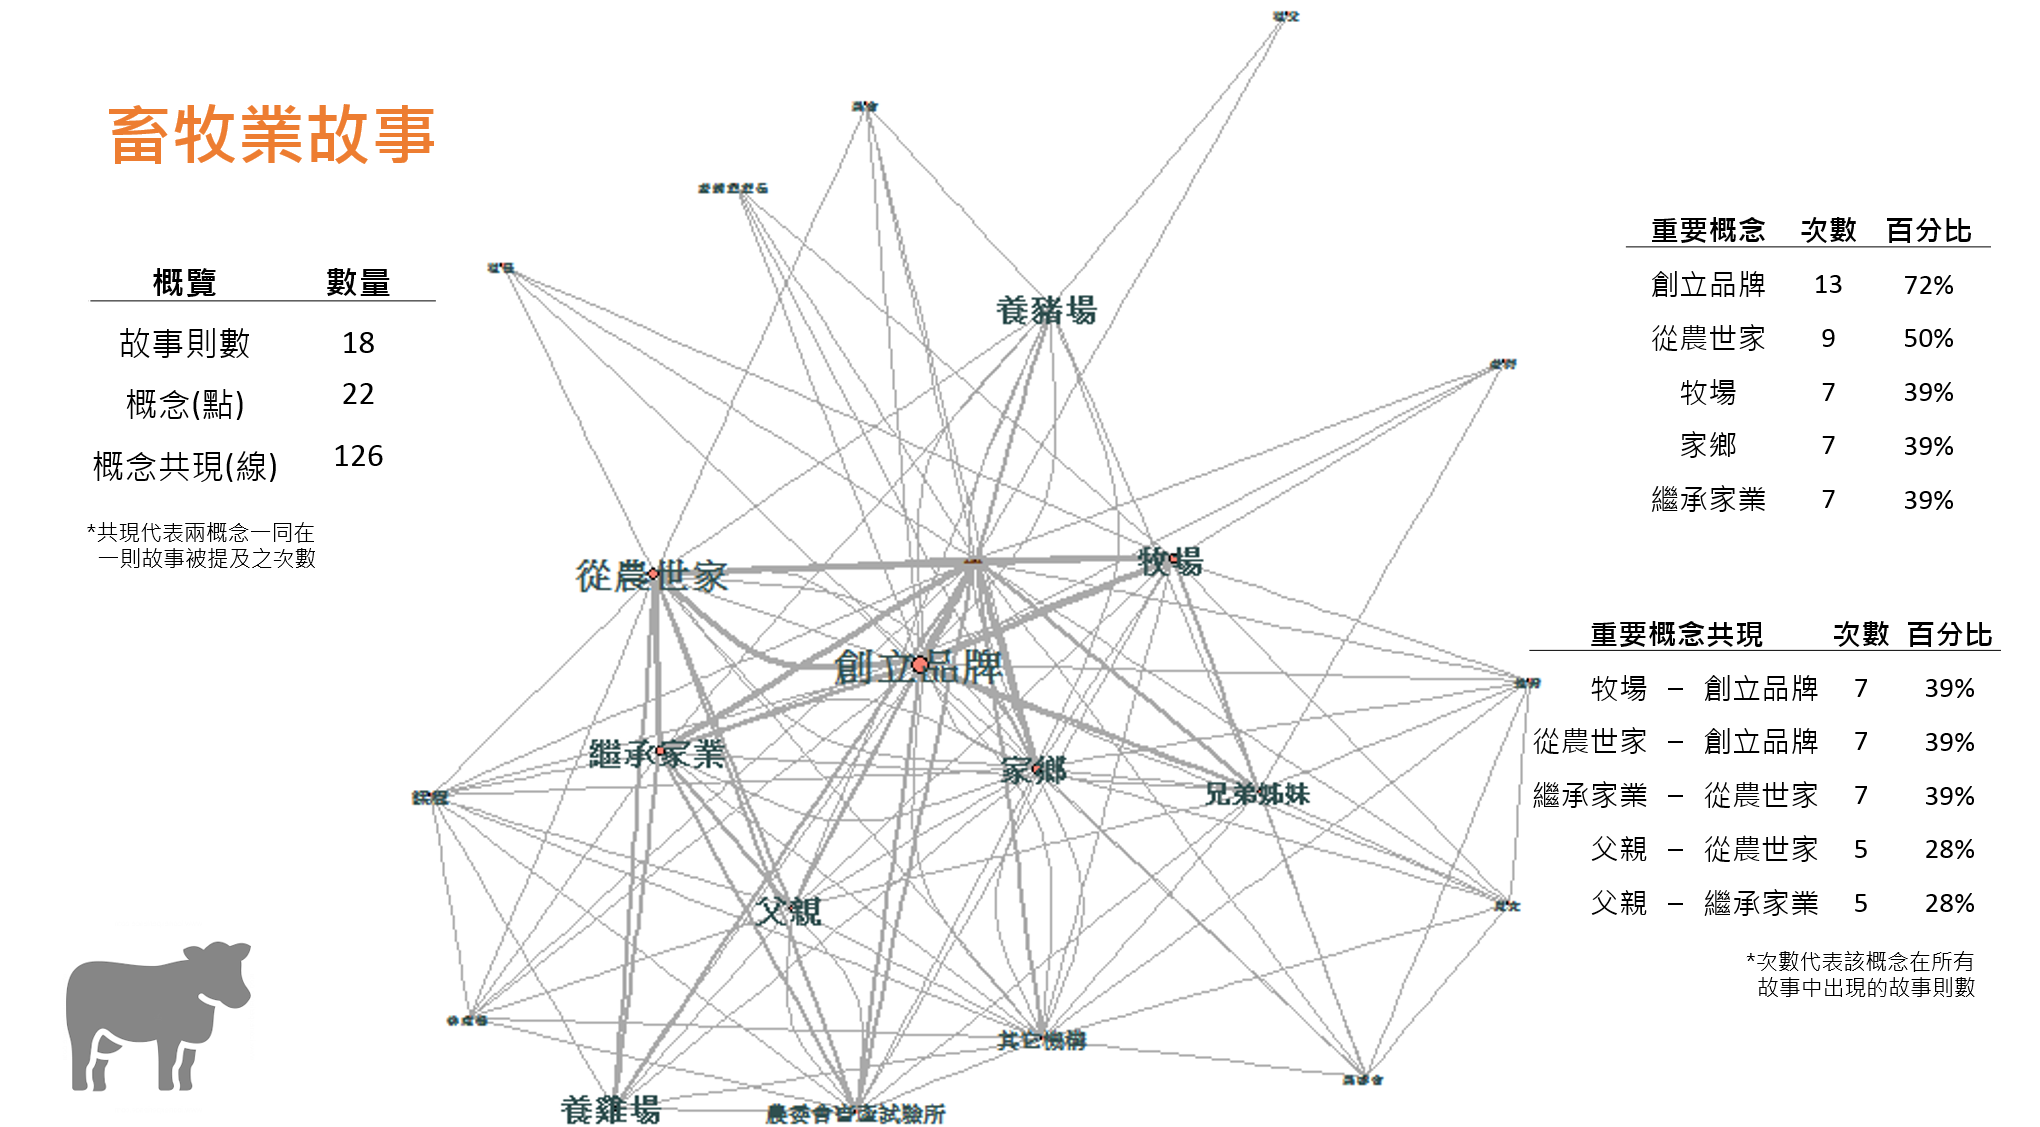 畜牧業故事
概覽 數量
故事則數 18
概念(點) 22
概念共現(線) 126
*共現代表兩概念一同在
一則故事被提及之次數
養豬場
從農世家
牧場
創立品牌
繼承家業
家鄉
兄弟姊妹
父親
其它機構
養雞場
農委會畜產試驗所
重要概念 次數 百分比
創立品牌 13 72%
從農世家 9 50%
牧場 7 39%
家鄉 7 39%
繼承家業 7 39%
重要概念共現 次數 百分比
牧場 – 創立品牌 7 39%
從農世家 – 創立品牌 7 39%
繼承家業 – 從農世家 7 39%
父親 – 從農世家 5 28%
父親 – 繼承家業 5 28%
*次數代表該概念在所有
故事中出現的故事則數